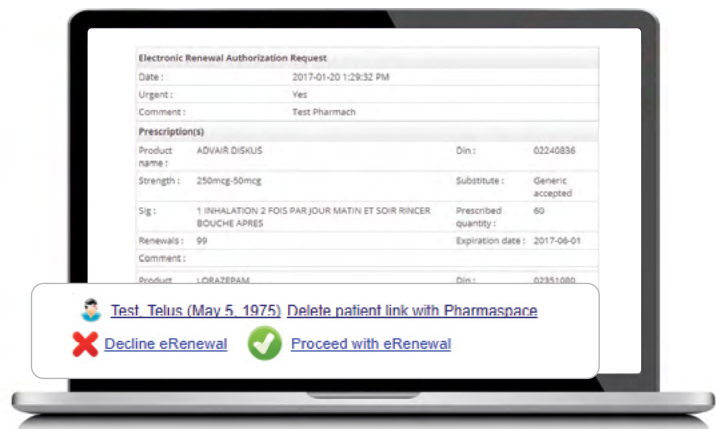 Electronic Renewal Authorization Request
Date : 2017-01-20 1:29:32 PM
Urgent : Yes
Comment : Test Pharmach
Prescription(s)
Product name : ADVAIR DISKUS Din : 02240836
Strength : 250mcg-50mcg Substitute : Generic accepted
Sig : 1 INHALATION 2 FOIS PAR JOUR MATIN ET SOIR RINCER BOUCHE APRES Prescribed quantity : 60
Renewals : 99 Expiration date : 2017-06-01
Comment :
Product LORAZEPAM Din : 02351080
Test, Telus (May 5, 1975) Delete patient link with Pharmaspace
Decline eRenewal Proceed with eRenewal